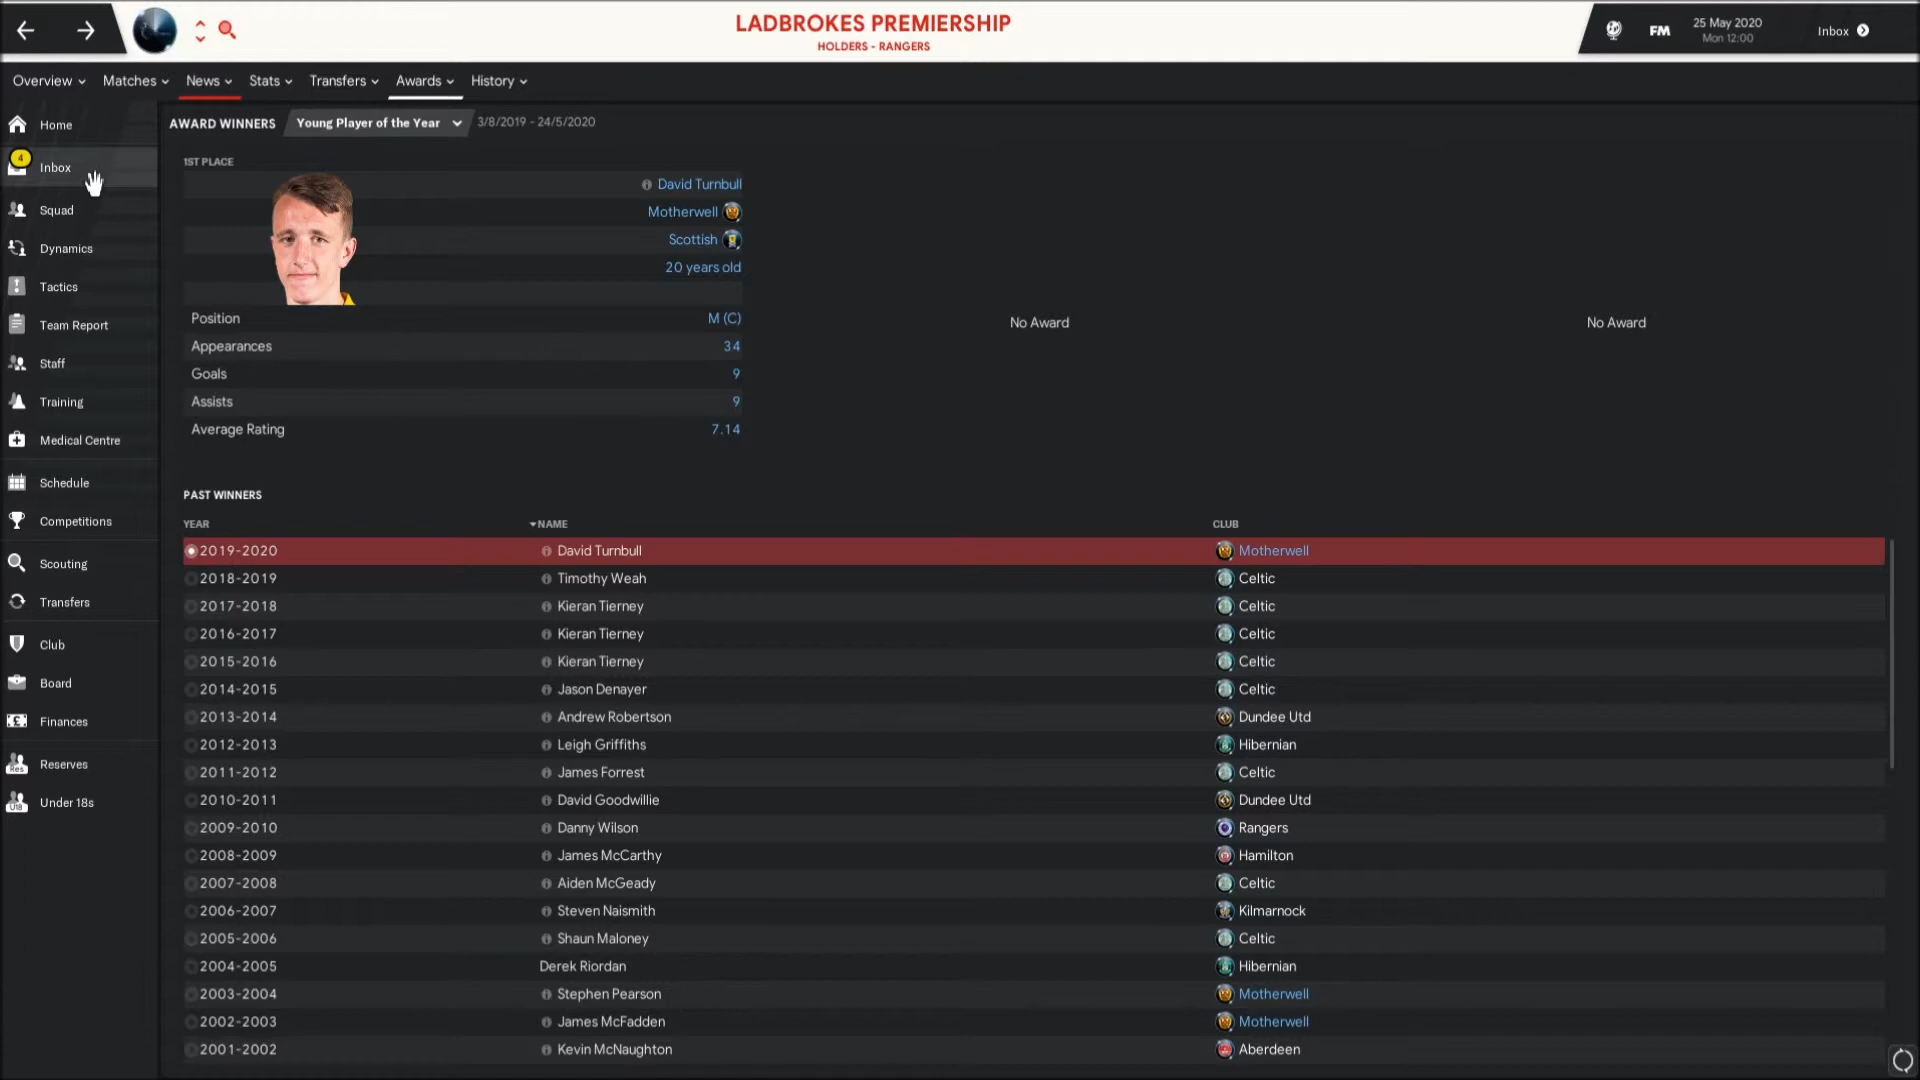 LADBROKES PREMIERSHIP
HOLDERS - RANGERS
FM
25 May 2020
Mon 12:00
Inbox
Overview
Matches
News
Stats
Transfers
Awards
History
Home
4
Inbox
Squad
Dynamics
Tactics
Team Report
Staff
Training
Medical Centre
Schedule
Competitions
Scouting
Transfers
Club
Board
Finances
Res
Reserves
U18
Under 18s
AWARD WINNERS
Young Player of the Year
3/8/2019 - 24/5/2020
1ST PLACE
David Turnbull
Motherwell
Scottish
20 years old
Position M (C)
Appearances 34
Goals 9
Assists 9
Average Rating 7.14
No Award
No Award
PAST WINNERS
YEAR NAME CLUB
2019-2020 David Turnbull Motherwell
2018-2019 Timothy Weah Celtic
2017-2018 Kieran Tierney Celtic
2016-2017 Kieran Tierney Celtic
2015-2016 Kieran Tierney Celtic
2014-2015 Jason Denayer Celtic
2013-2014 Andrew Robertson Dundee Utd
2012-2013 Leigh Griffiths Hibernian
2011-2012 James Forrest Celtic
2010-2011 David Goodwillie Dundee Utd
2009-2010 Danny Wilson Rangers
2008-2009 James McCarthy Hamilton
2007-2008 Aiden McGeady Celtic
2006-2007 Steven Naismith Kilmarnock
2005-2006 Shaun Maloney Celtic
2004-2005 Derek Riordan Hibernian
2003-2004 Stephen Pearson Motherwell
2002-2003 James McFadden Motherwell
2001-2002 Kevin McNaughton Aberdeen